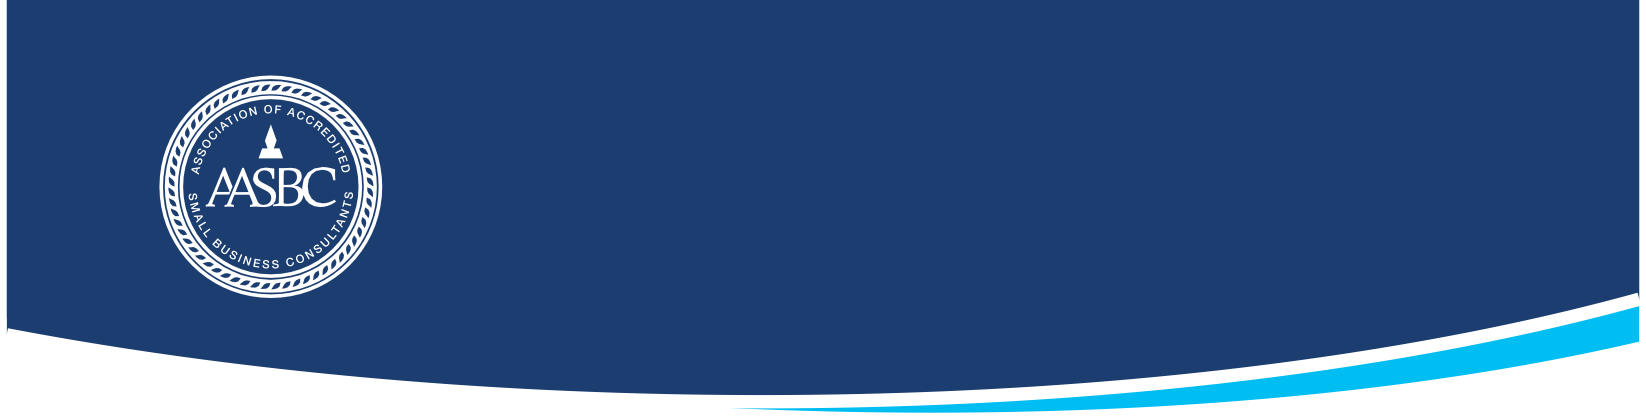 ASSOCIATION OF ACCREDITED
AASBC
SMALL BUSINESS CONSULTANTS